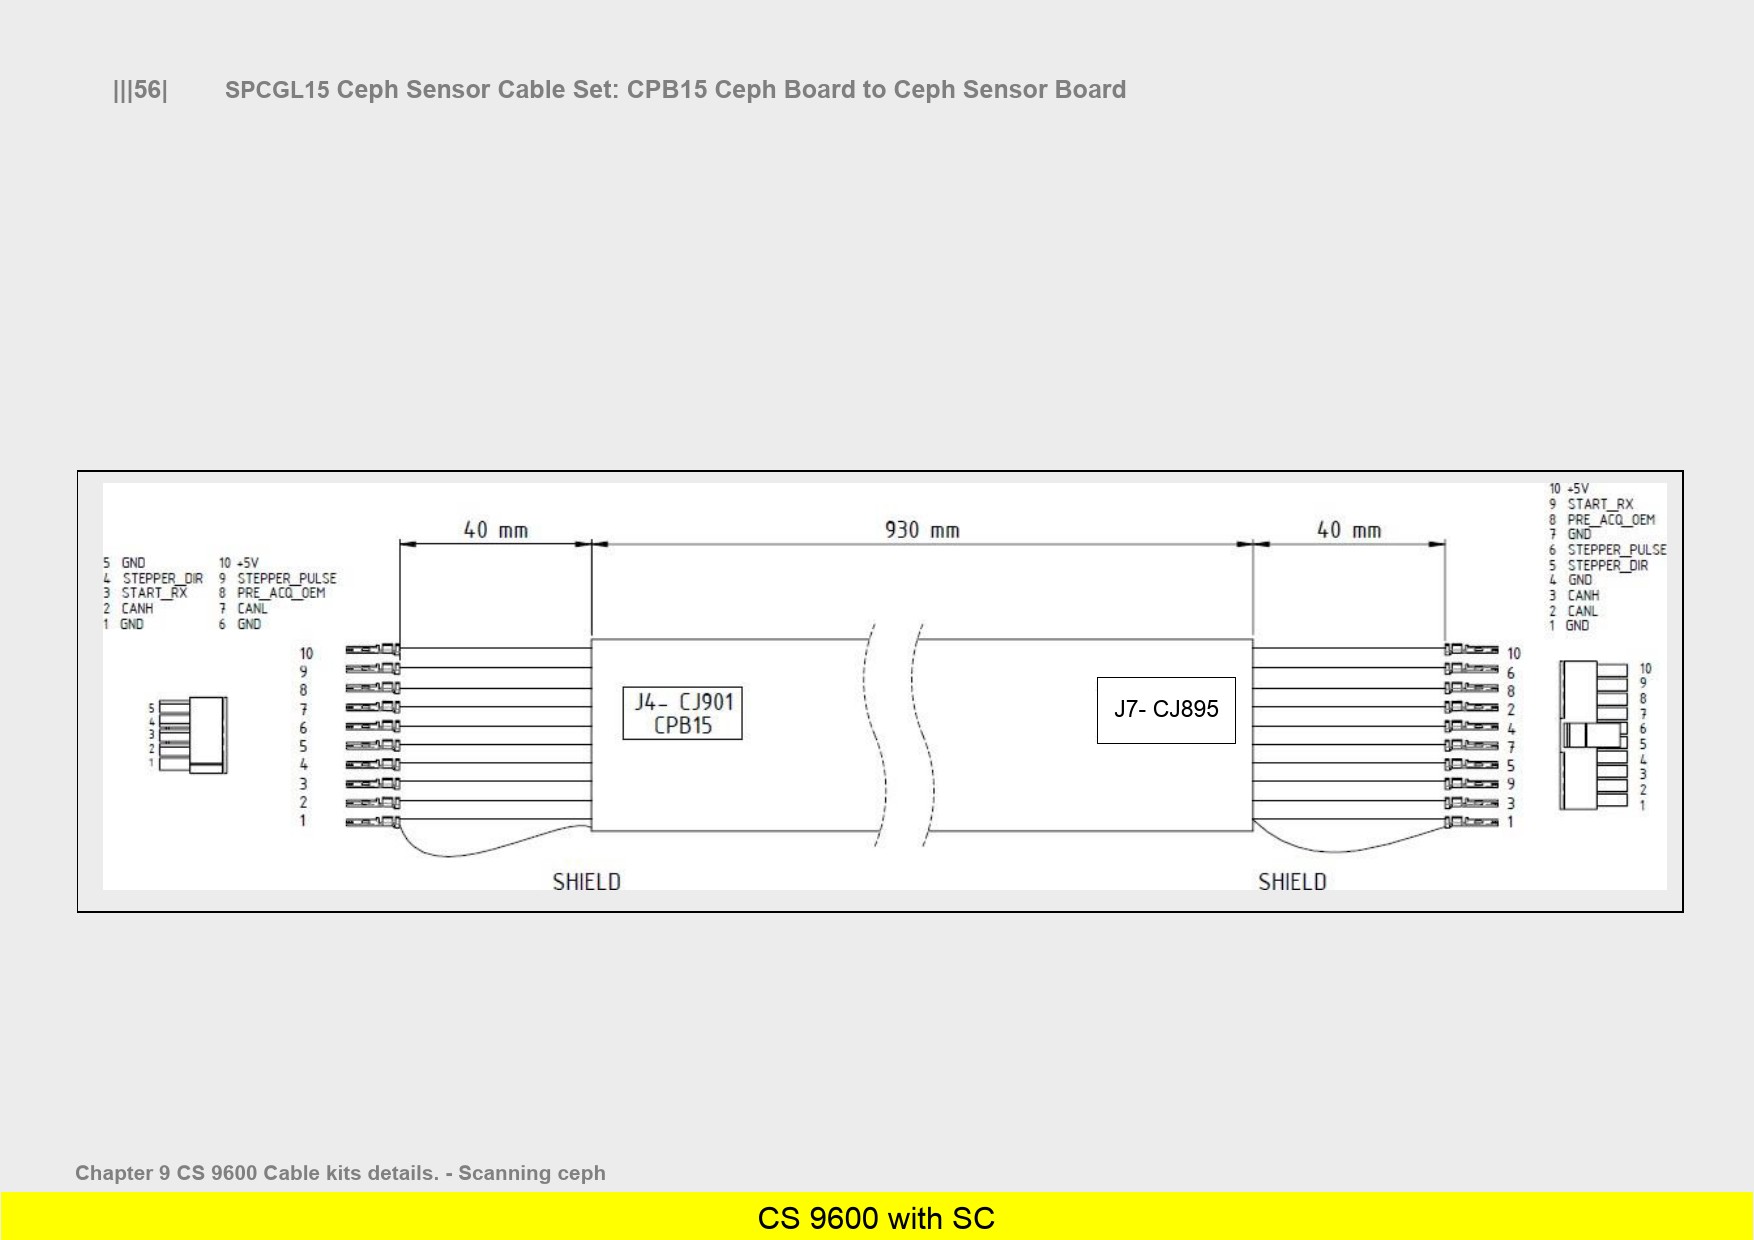 |||56| SPCGL15 Ceph Sensor Cable Set: CPB15 Ceph Board to Ceph Sensor Board
10 +5V
9 START_RX
8 PRE_ACQ_OEM
7 GND
6 STEPPER_PULSE
5 STEPPER_DIR
4 GND
3 CANH
2 CANL
1 GND
40 mm 930 mm 40 mm
5 GND 10 +5V
4 STEPPER_DIR 9 STEPPER_PULSE
3 START_RX 8 PRE_ACQ_OEM
2 CANH 7 CANL
1 GND 6 GND
5
4
3
2
1
10
9
8
7
6
5
4
3
2
1
J4- CJ901
CPB15
J7- CJ895
10
6
8
2
4
7
5
9
3
1
10
9
8
7
6
5
4
3
2
1
SHIELD SHIELD
Chapter 9 CS 9600 Cable kits details. - Scanning ceph
CS 9600 with SC